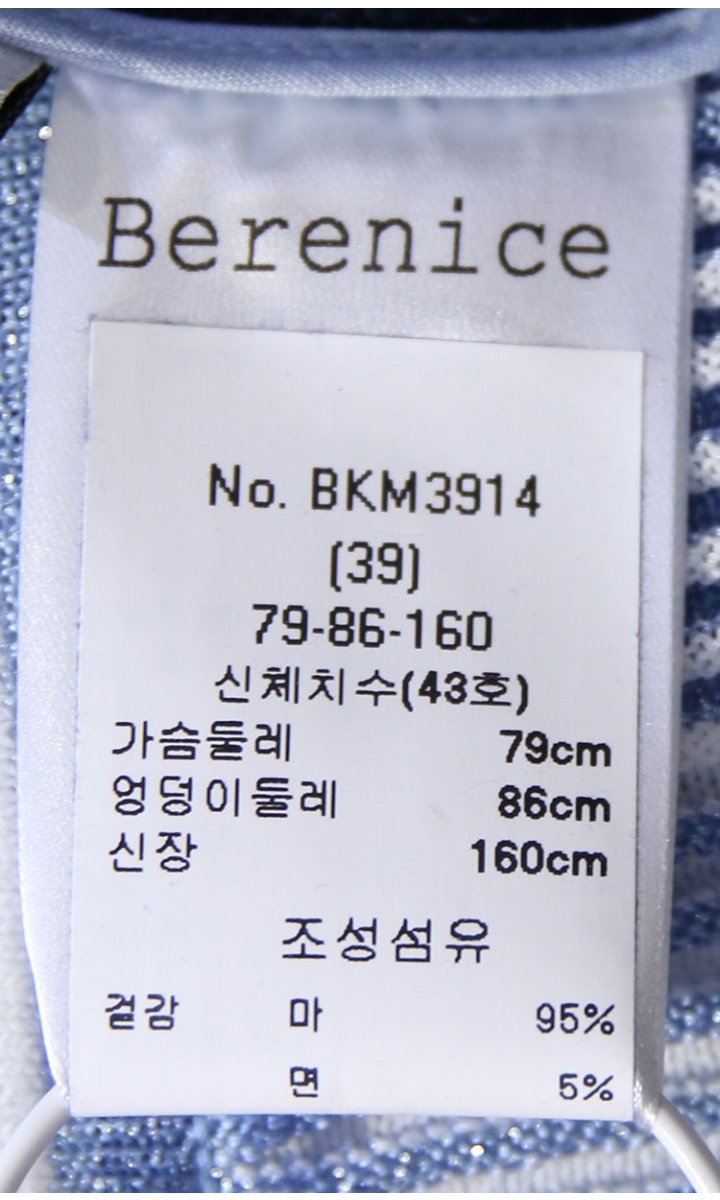 Berenice
No. BKM3914
(39)
79-86-160
신체치수(43호)
가슴둘레 79cm
엉덩이둘레 86cm
신장 160cm
조성섬유
겉감 마 95%
면 5%